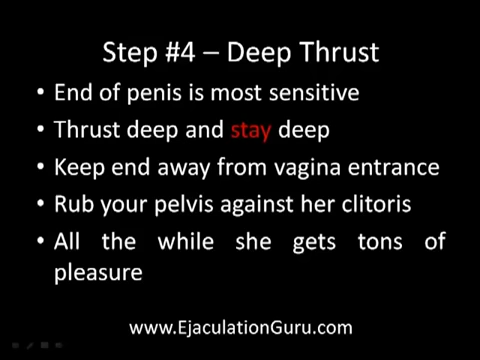 Step #4 – Deep Thrust
• End of penis is most sensitive
• Thrust deep and stay deep
• Keep end away from vagina entrance
• Rub your pelvis against her clitoris
• All the while she gets tons of
pleasure
www.EjaculationGuru.com